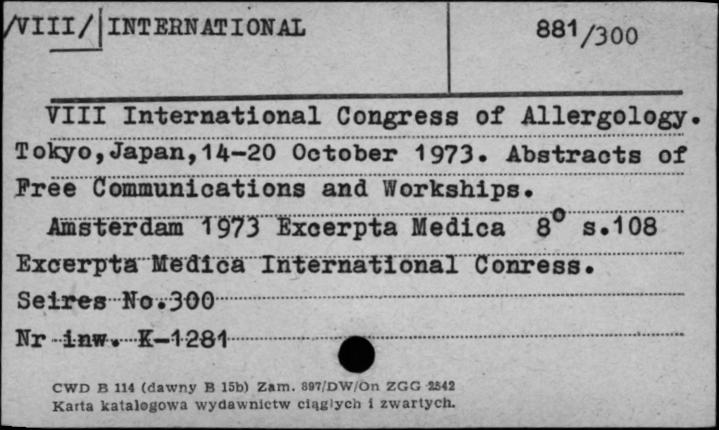 /VIII/ INTERNATIONAL 881/300
VIII International Congress of Allergology.
Tokyo,Japan,14-20 October 1973. Abstracts of
Free Communications and Workships.
Amsterdam 1973 Excerpta Medica 8° s.108
Excerpta Medica International Conress.
Seires No.300
Nr inw. K-1281
CWD B 114 (dawny B 15b) Zam. 897/DW/On ZGG 2542
Karta katalogowa wydawnictw ciągłych i zwartych.